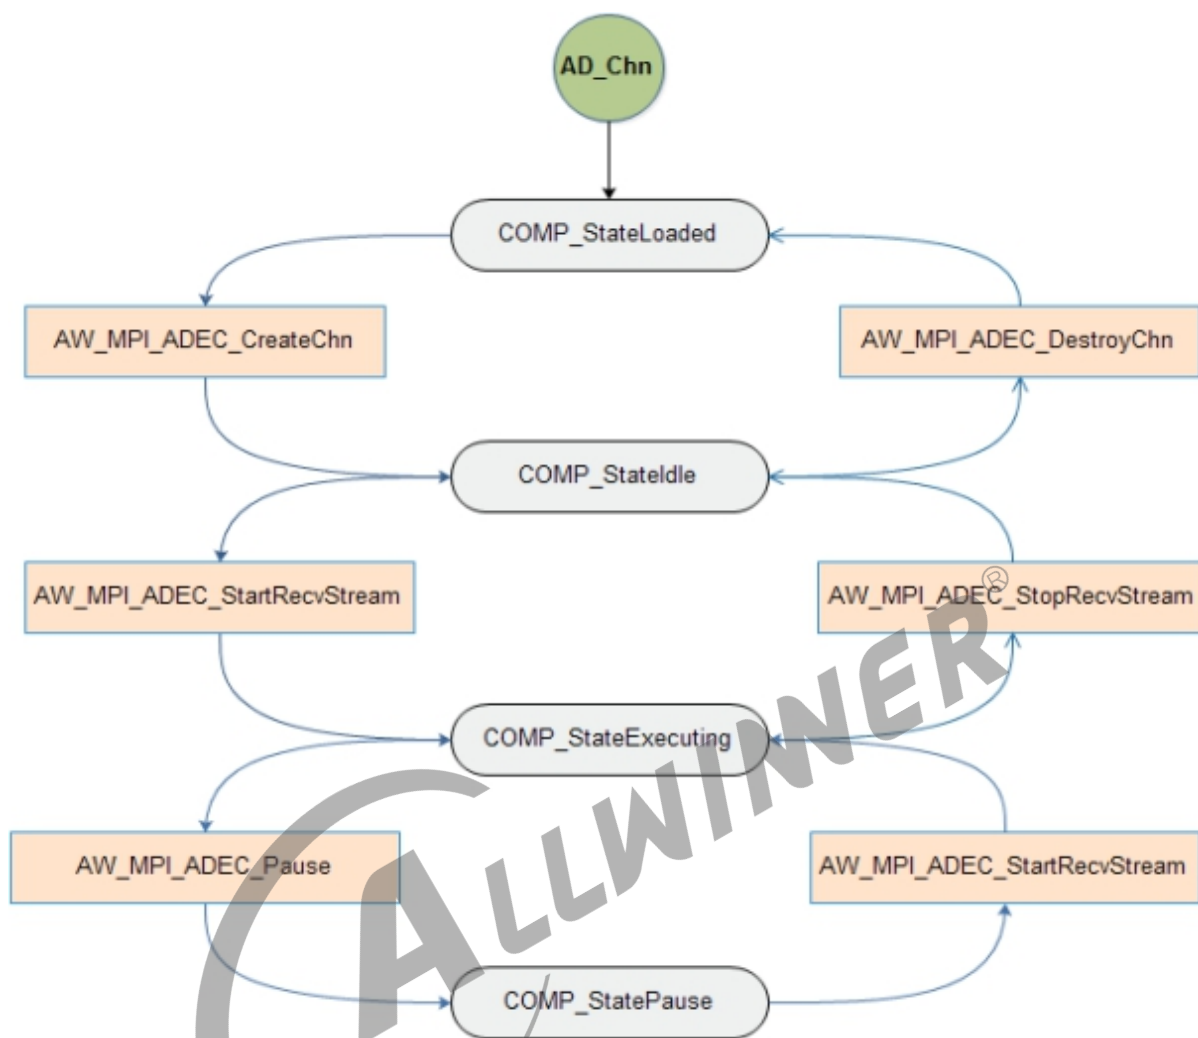 AD_Chn
COMP_StateLoaded
AW_MPI_ADEC_CreateChn
AW_MPI_ADEC_DestroyChn
COMP_StateIdle
AW_MPI_ADEC_StartRecvStream
AW_MPI_ADEC_StopRecvStream
COMP_StateExecuting
AW_MPI_ADEC_Pause
AW_MPI_ADEC_StartRecvStream
COMP_StatePause
ALLWINNER®